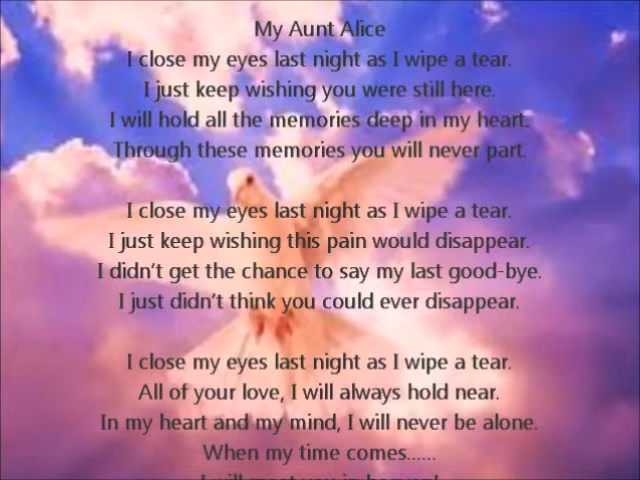 My Aunt Alice
I close my eyes last night as I wipe a tear.
I just keep wishing you were still here.
I will hold all the memories deep in my heart.
Through these memories you will never part.
I close my eyes last night as I wipe a tear.
I just keep wishing this pain would disappear.
I didn't get the chance to say my last good-bye.
I just didn't think you could ever disappear.
I close my eyes last night as I wipe a tear.
All of your love, I will always hold near.
In my heart and my mind, I will never be alone.
When my time comes......